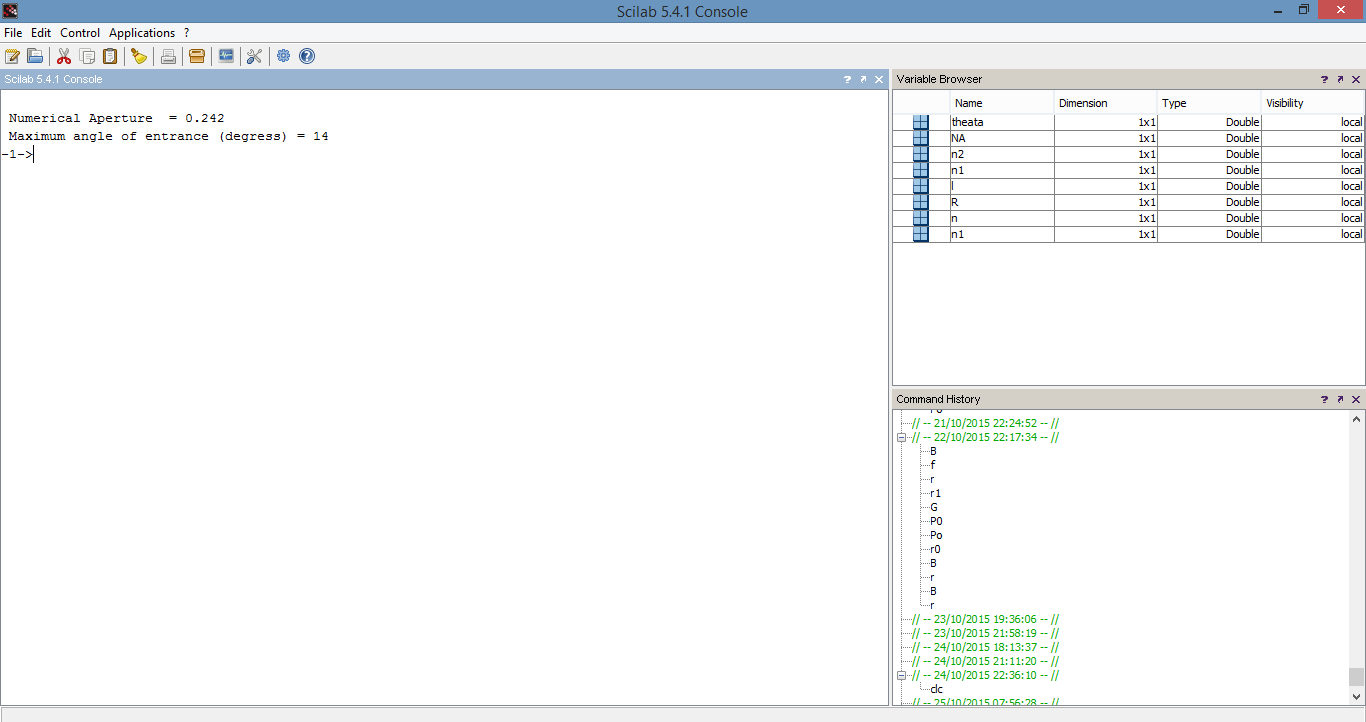 Scilab 5.4.1 Console
File Edit Control Applications ?
Scilab 5.4.1 Console
Numerical Aperture  = 0.242
Maximum angle of entrance (degress) = 14
-1->
Variable Browser
Name Dimension Type Visibility
theata 1x1 Double local
NA 1x1 Double local
n2 1x1 Double local
n1 1x1 Double local
l 1x1 Double local
R 1x1 Double local
n 1x1 Double local
n1 1x1 Double local
Command History
// -- 21/10/2015 22:24:52 -- //
// -- 22/10/2015 22:17:34 -- //
B
f
r
r1
G
P0
Po
r0
B
r
B
r
// -- 23/10/2015 19:36:06 -- //
// -- 23/10/2015 21:58:19 -- //
// -- 24/10/2015 18:13:37 -- //
// -- 24/10/2015 21:11:20 -- //
// -- 24/10/2015 22:36:10 -- //
clc
// -- 25/10/2015 07:56:28 -- //